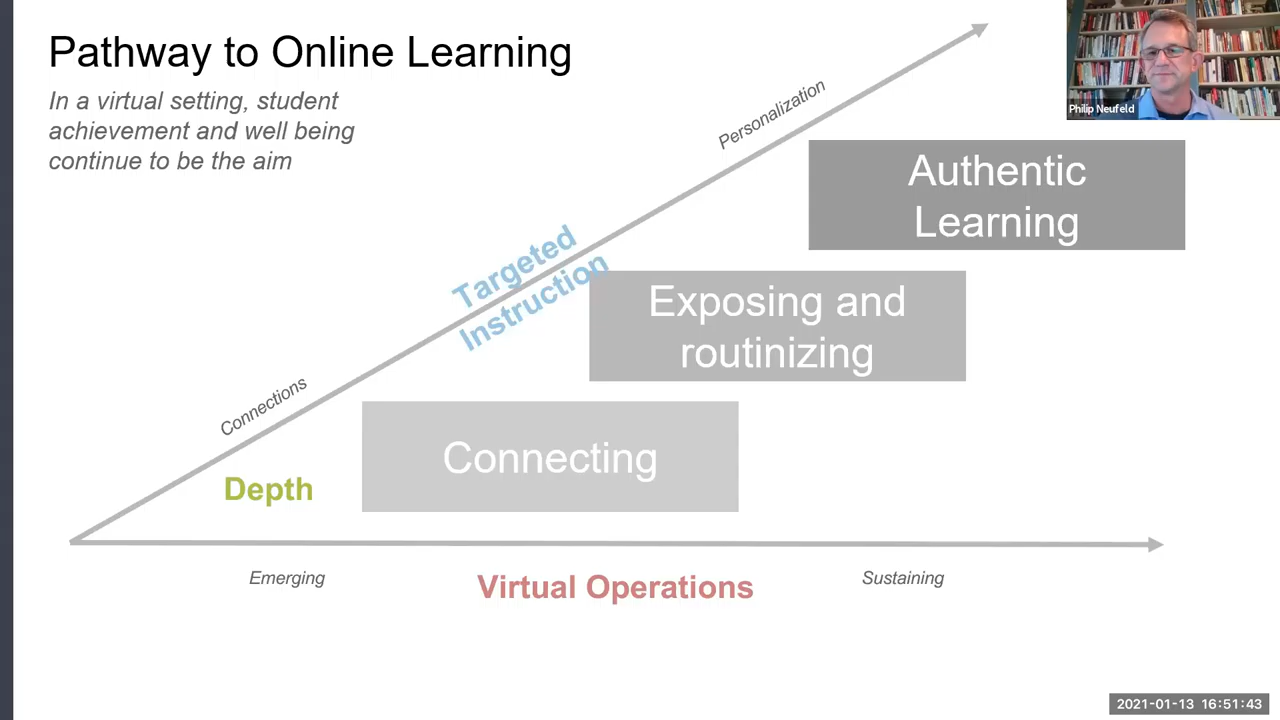 Pathway to Online Learning
In a virtual setting, student
achievement and well being
continue to be the aim
Philip Neufeld
Personalization
Authentic
Learning
Targeted
Instruction
Exposing and
routinizing
Connections
Connecting
Depth
Emerging
Virtual Operations
Sustaining
2021-01-13 16:51:43